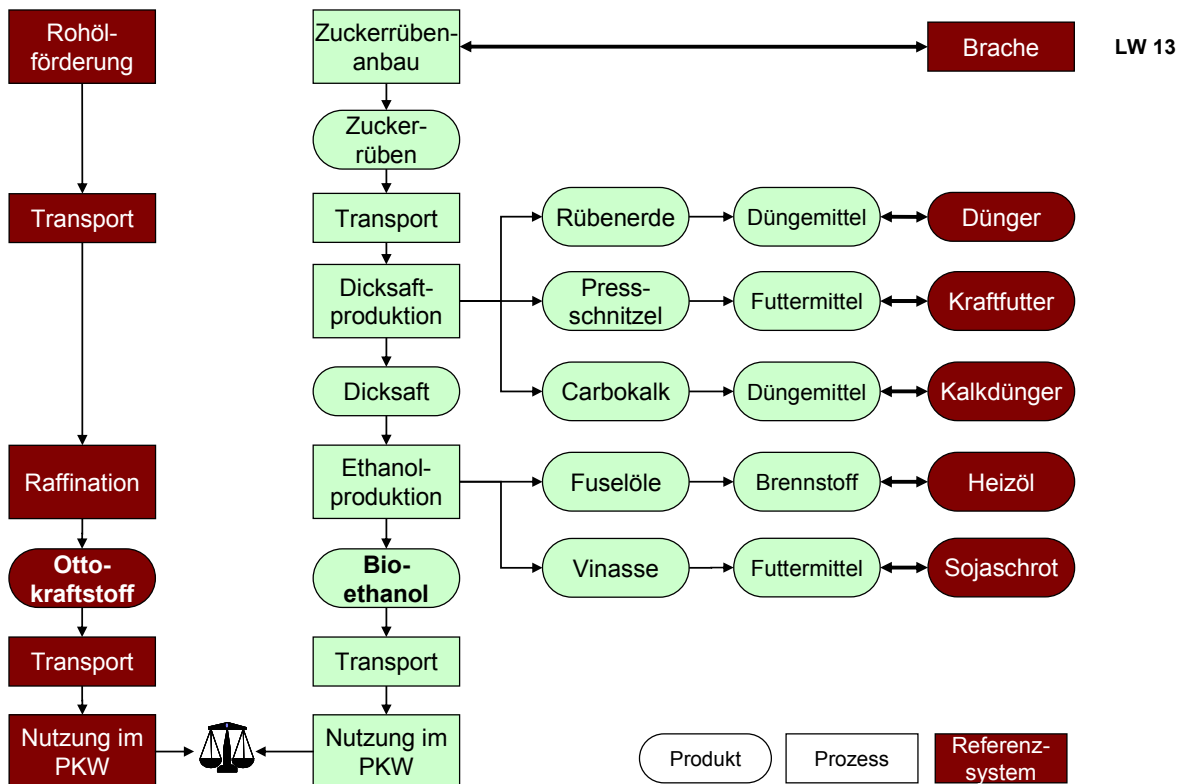 Rohöl-
förderung
Zuckerrüben-
anbau
Brache
LW 13
Zucker-
rüben
Transport
Transport
Rübenerde
Düngemittel
Dünger
Dicksaft-
produktion
Press-
schnitzel
Futtermittel
Kraftfutter
Dicksaft
Carbokalk
Düngemittel
Kalkdünger
Raffination
Ethanol-
produktion
Fuselöle
Brennstoff
Heizöl
Otto-
kraftstoff
Bio-
ethanol
Vinasse
Futtermittel
Sojaschrot
Transport
Transport
Nutzung im
PKW
Nutzung im
PKW
Produkt
Prozess
Referenz-
system